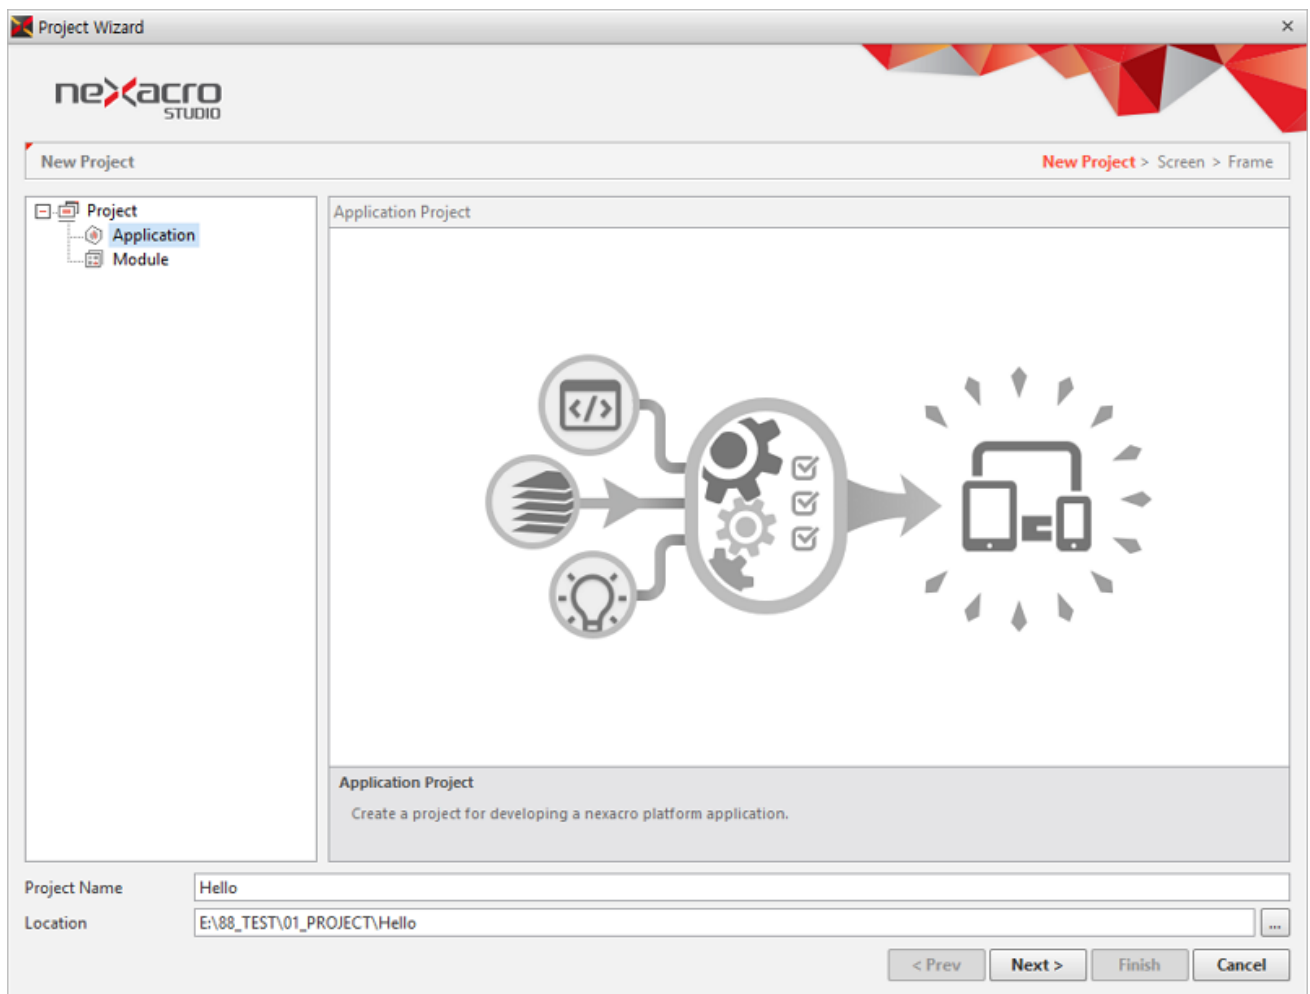 Project Wizard
nexacro
STUDIO
New Project
New Project > Screen > Frame
Project
Application
Module
Application Project
</>
Application Project
Create a project for developing a nexacro platform application.
Project Name
Hello
Location
E:\88_TEST\01_PROJECT\Hello
...
< Prev
Next >
Finish
Cancel